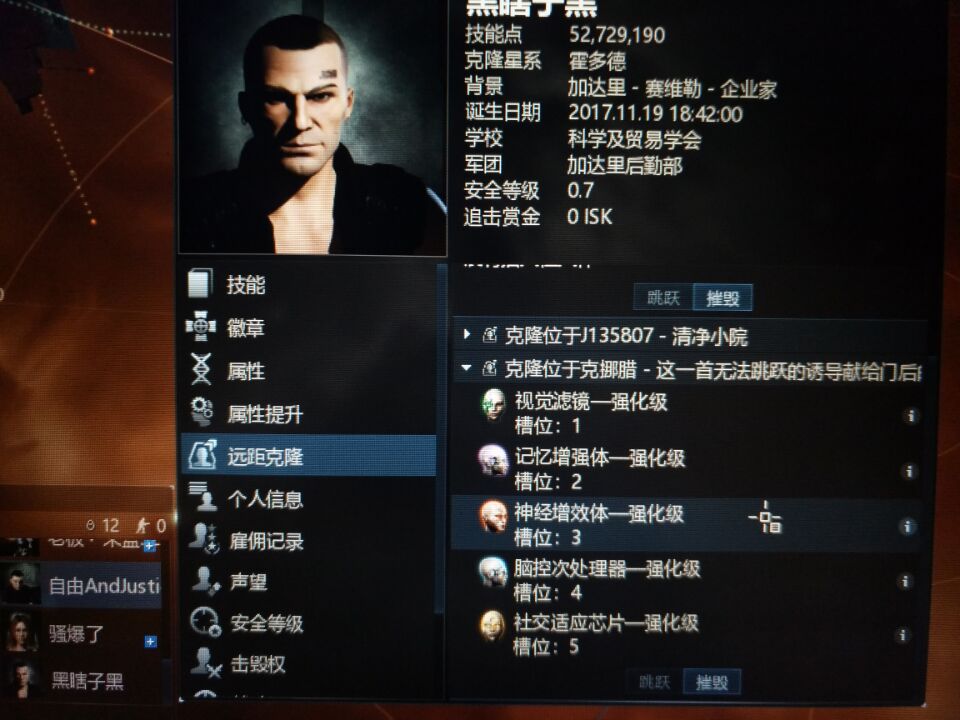 黑瞎子黑
技能点 52,729,190
克隆星系 霍多德
背景 加达里 - 赛维勒 - 企业家
诞生日期 2017.11.19 18:42:00
学校 科学及贸易学会
军团 加达里后勤部
安全等级 0.7
追击赏金 0 ISK
技能
徽章
属性
属性提升
远距克隆
个人信息
雇佣记录
声望
安全等级
击毁权
跳跃 摧毁
克隆位于J135807 - 清净小院
克隆位于克挪腊 - 这一首无法跳跃的诱导献给门后
视觉滤镜—强化级
槽位：1
记忆增强体—强化级
槽位：2
神经增效体—强化级
槽位：3
脑控次处理器—强化级
槽位：4
社交适应芯片—强化级
槽位：5
跳跃 摧毁
12 0
自由AndJusti
骚爆了
黑瞎子黑